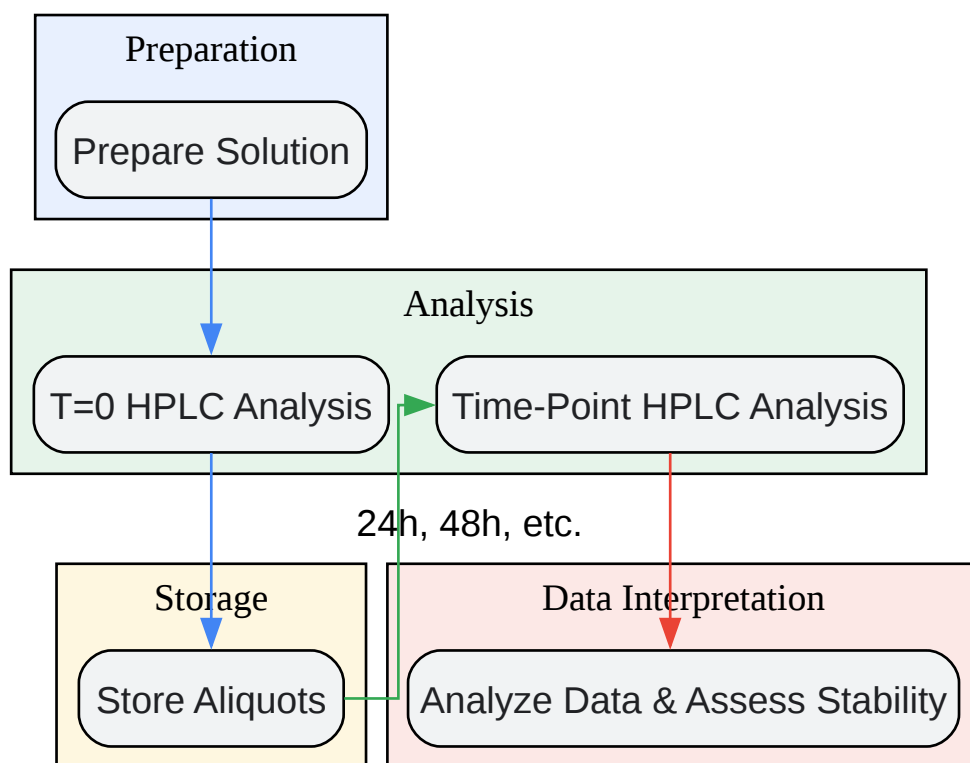 Preparation
Prepare Solution
Analysis
T=0 HPLC Analysis
Time-Point HPLC Analysis
24h, 48h, etc.
Storage
Store Aliquots
Data Interpretation
Analyze Data & Assess Stability